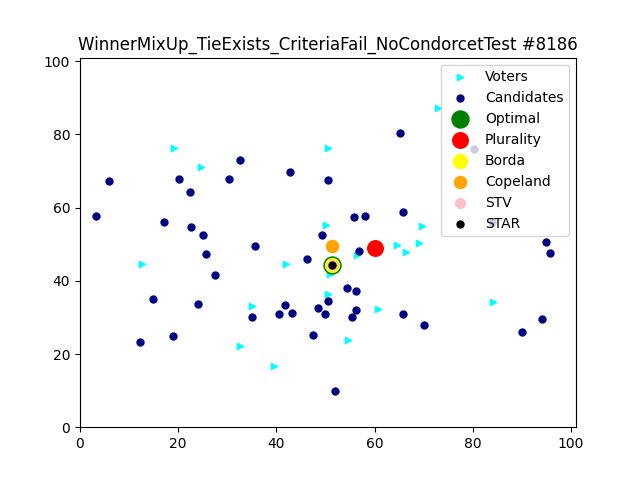 WinnerMixUp_TieExists_CriteriaFail_NoCondorcetTest #8186
100
80
60
40
20
0
0 20 40 60 80 100
Voters
Candidates
Optimal
Plurality
Borda
Copeland
STV
STAR